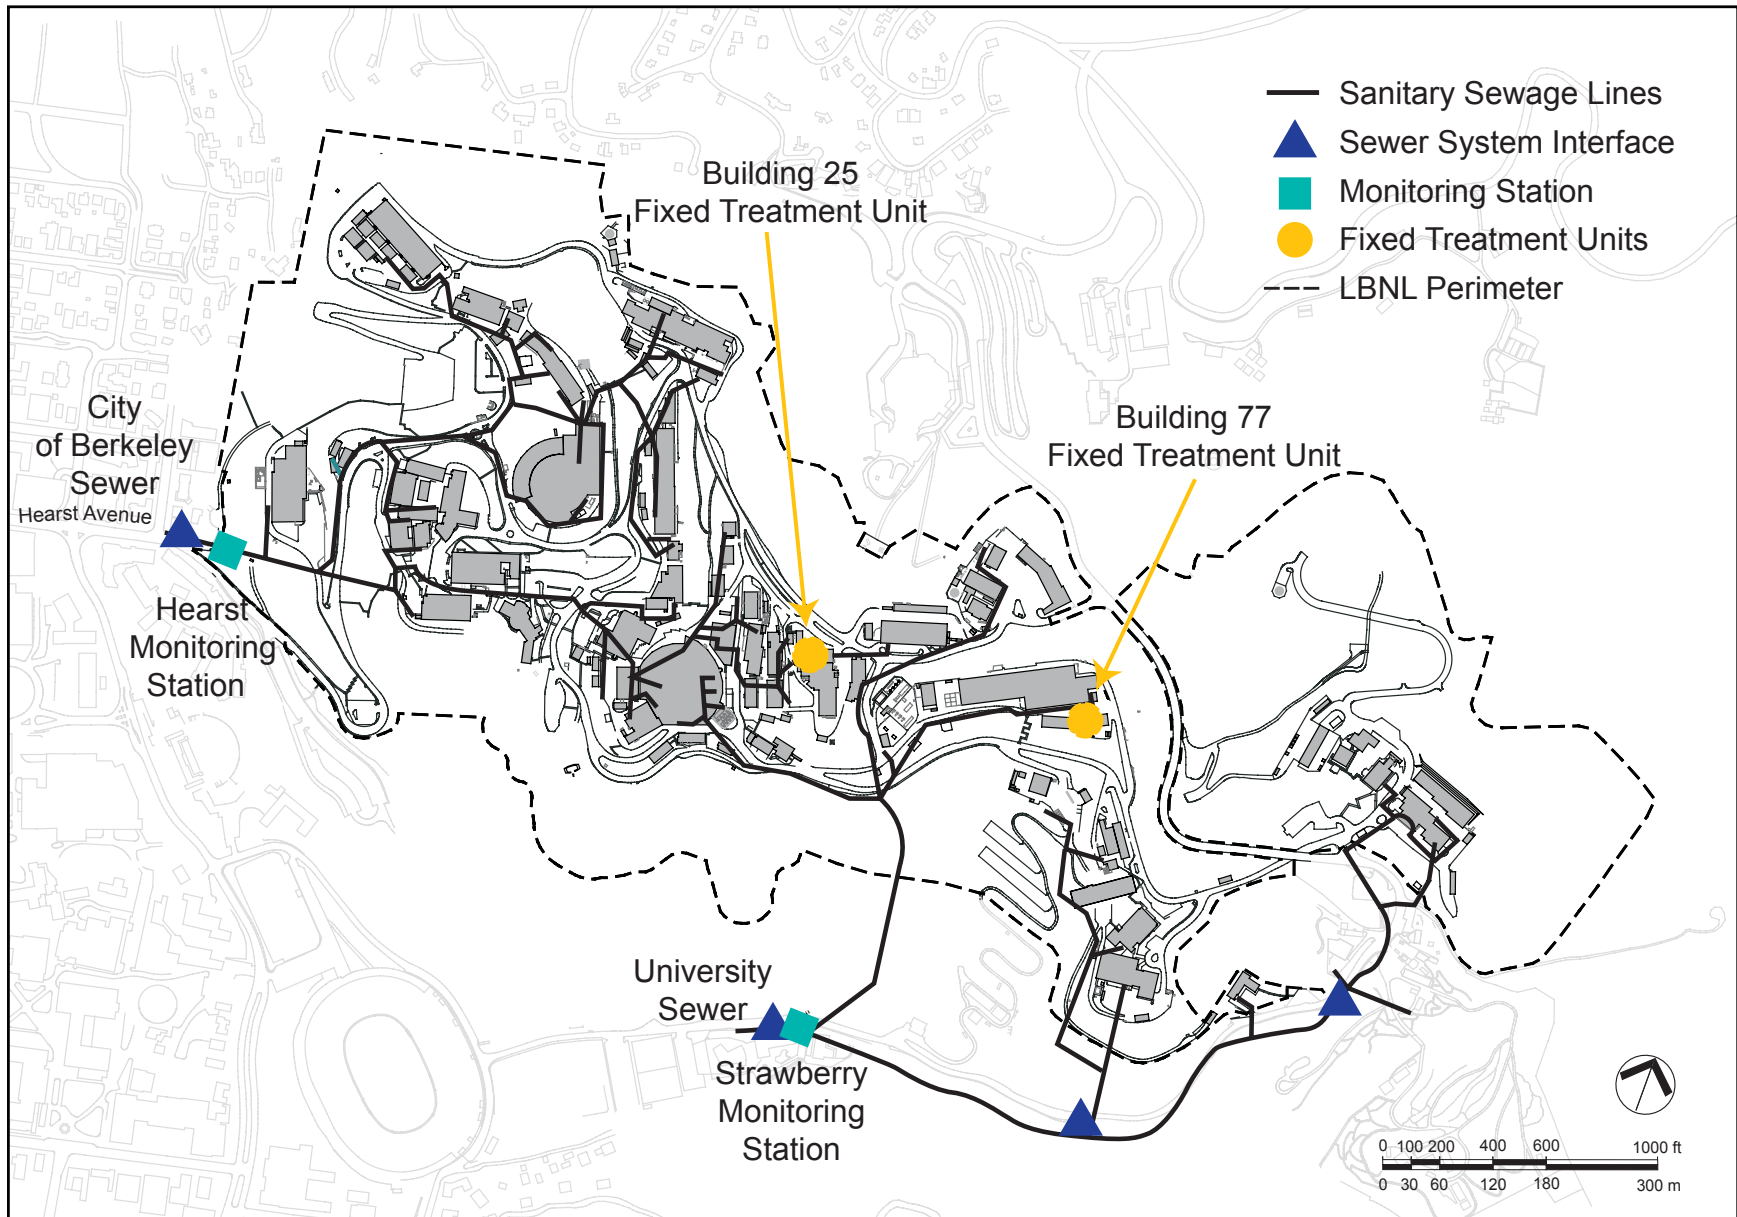 Sanitary Sewage Lines
Sewer System Interface
Monitoring Station
Fixed Treatment Units
LBNL Perimeter
Building 25
Fixed Treatment Unit
Building 77
Fixed Treatment Unit
City
of Berkeley
Sewer
Hearst Avenue
Hearst
Monitoring
Station
University
Sewer
Strawberry
Monitoring
Station
0 100 200 400 600 1000 ft
0 30 60 120 180 300 m